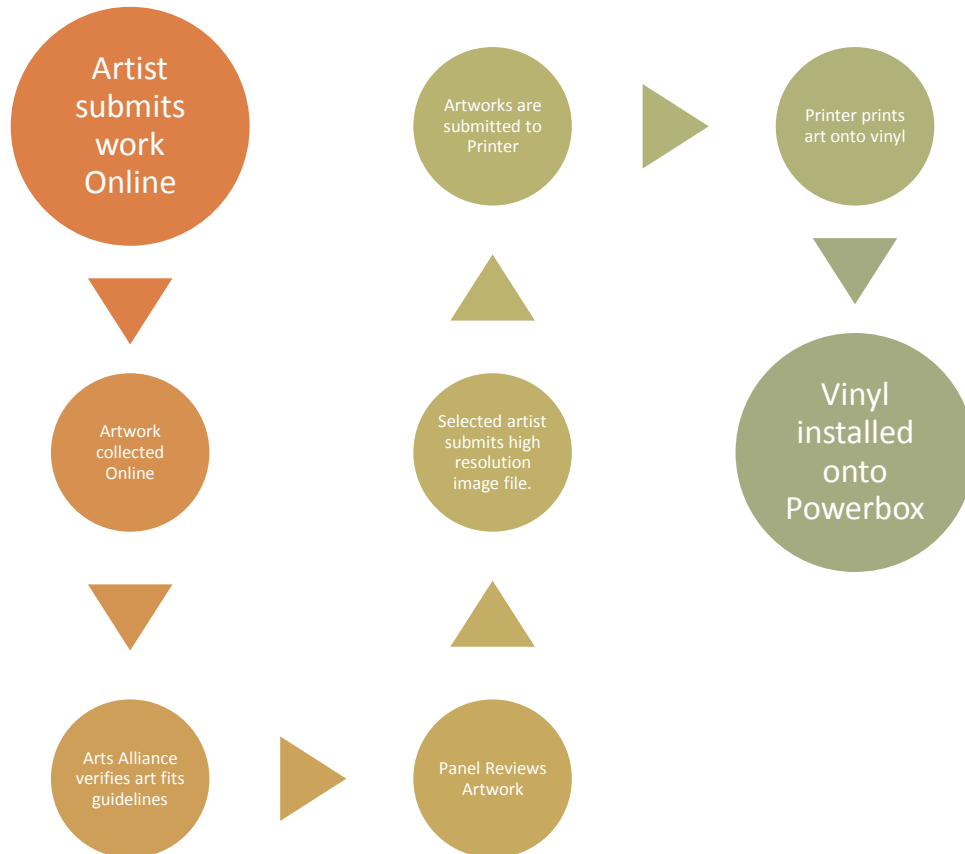 Artist
submits
work
Online
Artwork
collected
Online
Arts Alliance
verifies art fits
guidelines
Panel Reviews
Artwork
Selected artist
submits high
resolution
image file.
Artworks are
submitted to
Printer
Printer prints
art onto vinyl
Vinyl
installed
onto
Powerbox